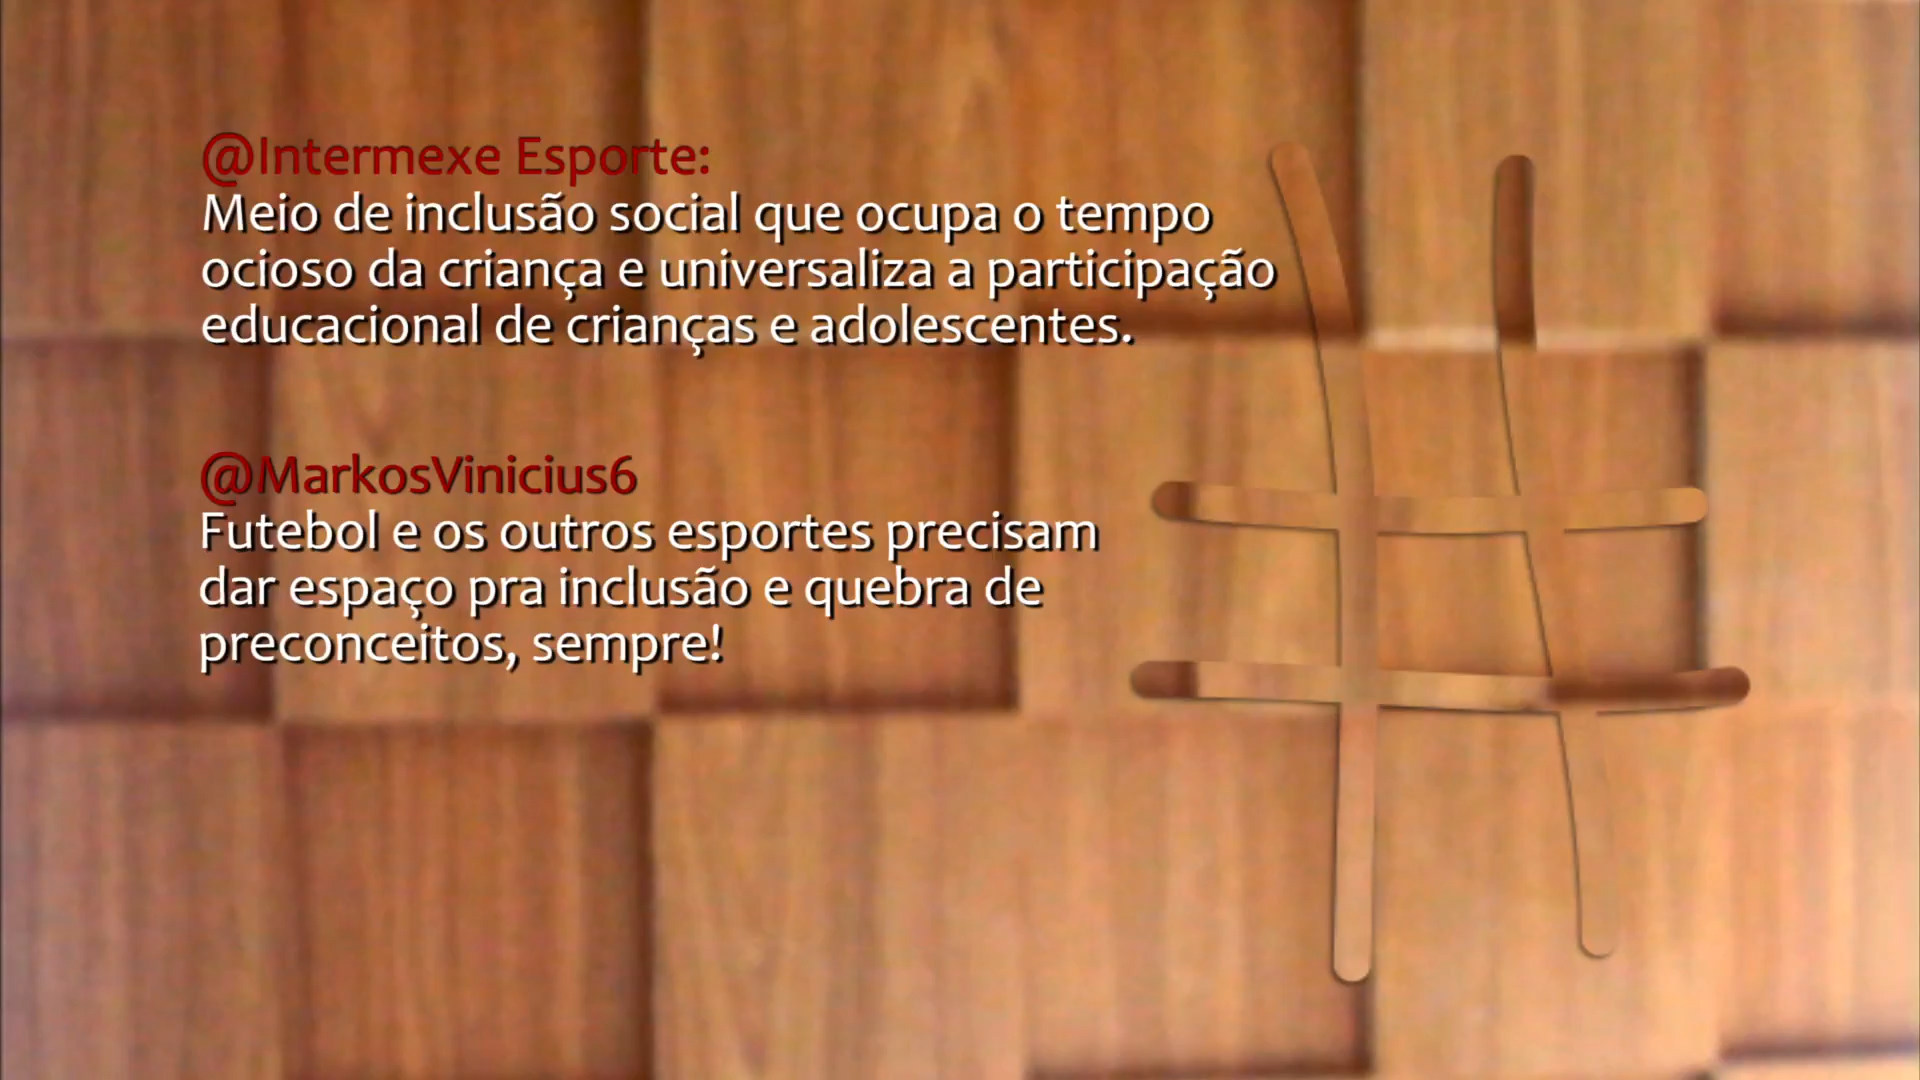 @Intermexe Esporte:
Meio de inclusão social que ocupa o tempo
ocioso da criança e universaliza a participação
educacional de crianças e adolescentes.
@MarkosVinicius6
Futebol e os outros esportes precisam
dar espaço pra inclusão e quebra de
preconceitos, sempre!
#